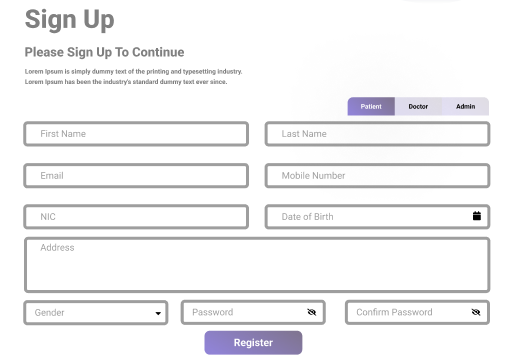 Sign Up
Please Sign Up To Continue
Lorem Ipsum is simply dummy text of the printing and typesetting industry.
Lorem Ipsum has been the industry's standard dummy text ever since.
Patient Doctor Admin
First Name Last Name
Email Mobile Number
NIC Date of Birth
Address
Gender Password Confirm Password
Register